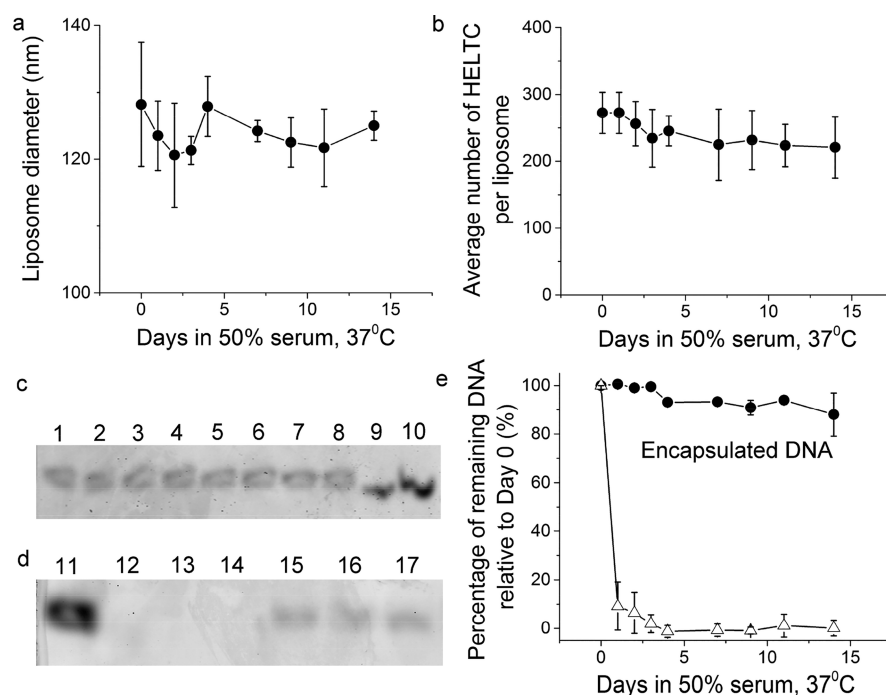 a
Liposome diameter (nm)
140
120
100
0 5 10 15
Days in 50% serum, 37⁰C
b
Average number of HELTC
per liposome
400
300
200
100
0
0 5 10 15
Days in 50% serum, 37⁰C
c
1 2 3 4 5 6 7 8 9 10
d
11 12 13 14 15 16 17
e
Percentage of remaining DNA
relative to Day 0 (%)
100
80
60
40
20
0
Encapsulated DNA
0 5 10 15
Days in 50% serum, 37⁰C